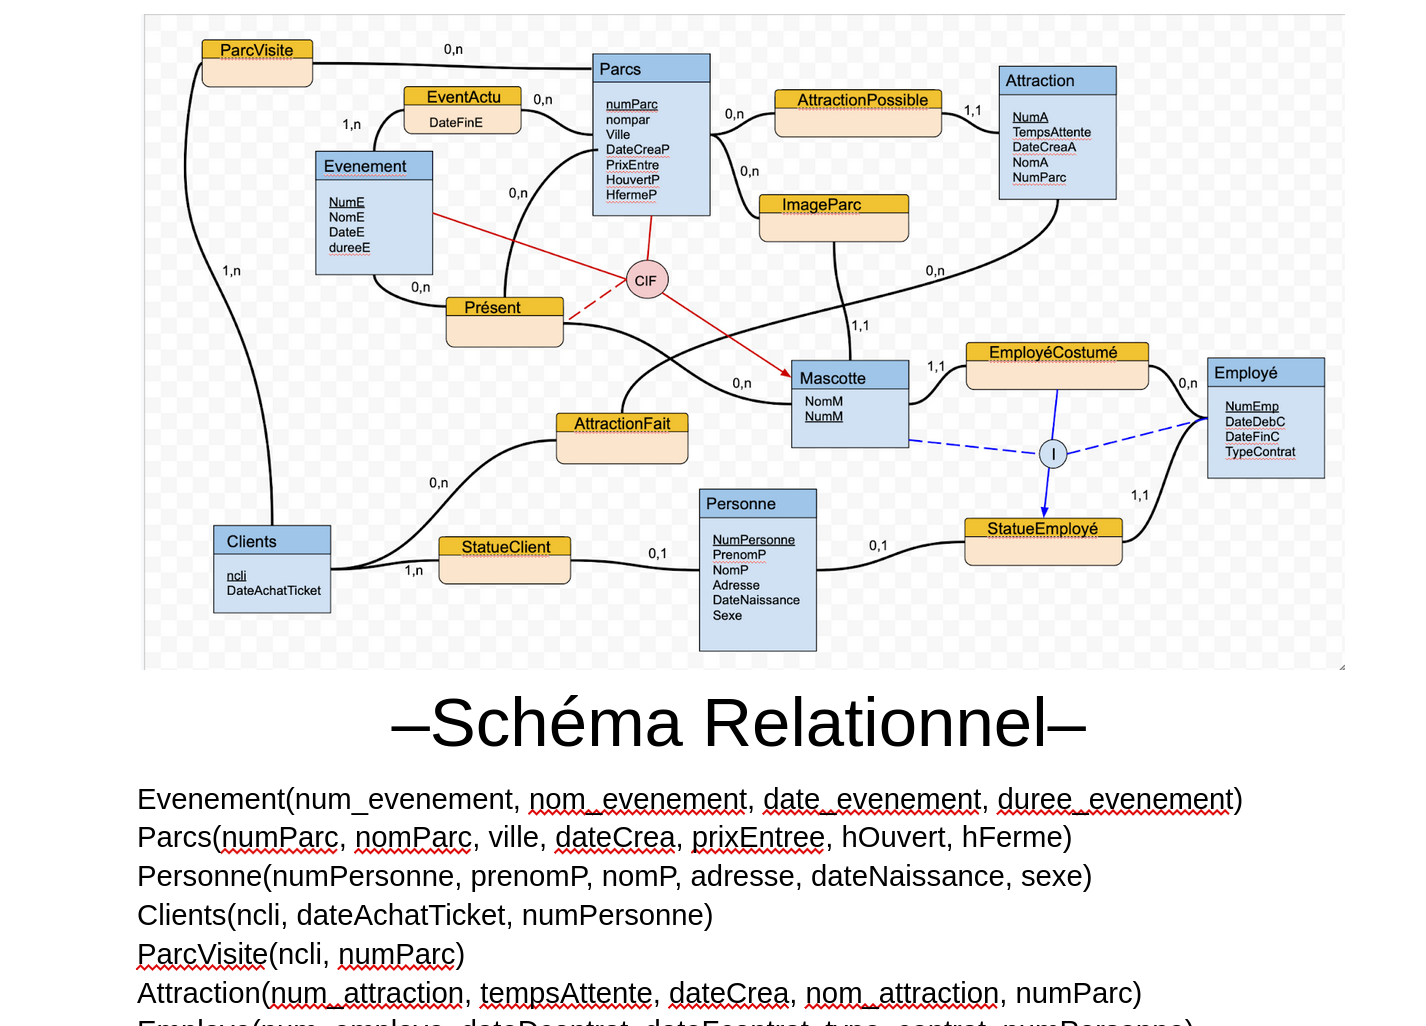 ParcVisite
0,n
Parcs
numParc
nompar
Ville
DateCreaP
PrixEntre
HouvertP
HfermeP
EventActu
DateFinE
0,n
1,n
Evenement
NumE
NomE
DateE
dureeE
0,n
AttractionPossible
1,1
Attraction
NumA
TempsAttente
DateCreaA
NomA
NumParc
0,n
ImageParc
0,n
1,n
0,n
Présent
CIF
0,n
1,1
0,n
Mascotte
NomM
NumM
1,1
EmployéCostumé
0,n
Employé
NumEmp
DateDebC
DateFinC
TypeContrat
AttractionFait
0,n
I
1,1
Personne
NumPersonne
PrenomP
NomP
Adresse
DateNaissance
Sexe
StatueEmployé
0,1
Clients
ncli
DateAchatTicket
StatueClient
1,n
0,1
–Schéma Relationnel–
Evenement(num_evenement, nom_evenement, date_evenement, duree_evenement)
Parcs(numParc, nomParc, ville, dateCrea, prixEntree, hOuvert, hFerme)
Personne(numPersonne, prenomP, nomP, adresse, dateNaissance, sexe)
Clients(ncli, dateAchatTicket, numPersonne)
ParcVisite(ncli, numParc)
Attraction(num_attraction, tempsAttente, dateCrea, nom_attraction, numParc)